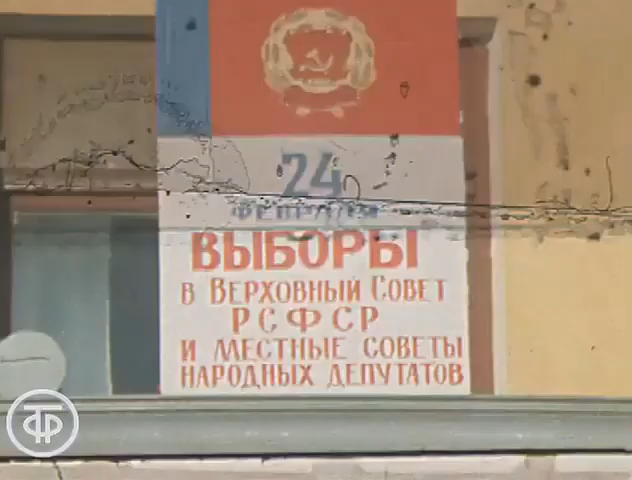 24
ФЕВРАЛЯ
ВЫБОРЫ
в Верховный Совет
РСФСР
и местные советы
народных депутатов